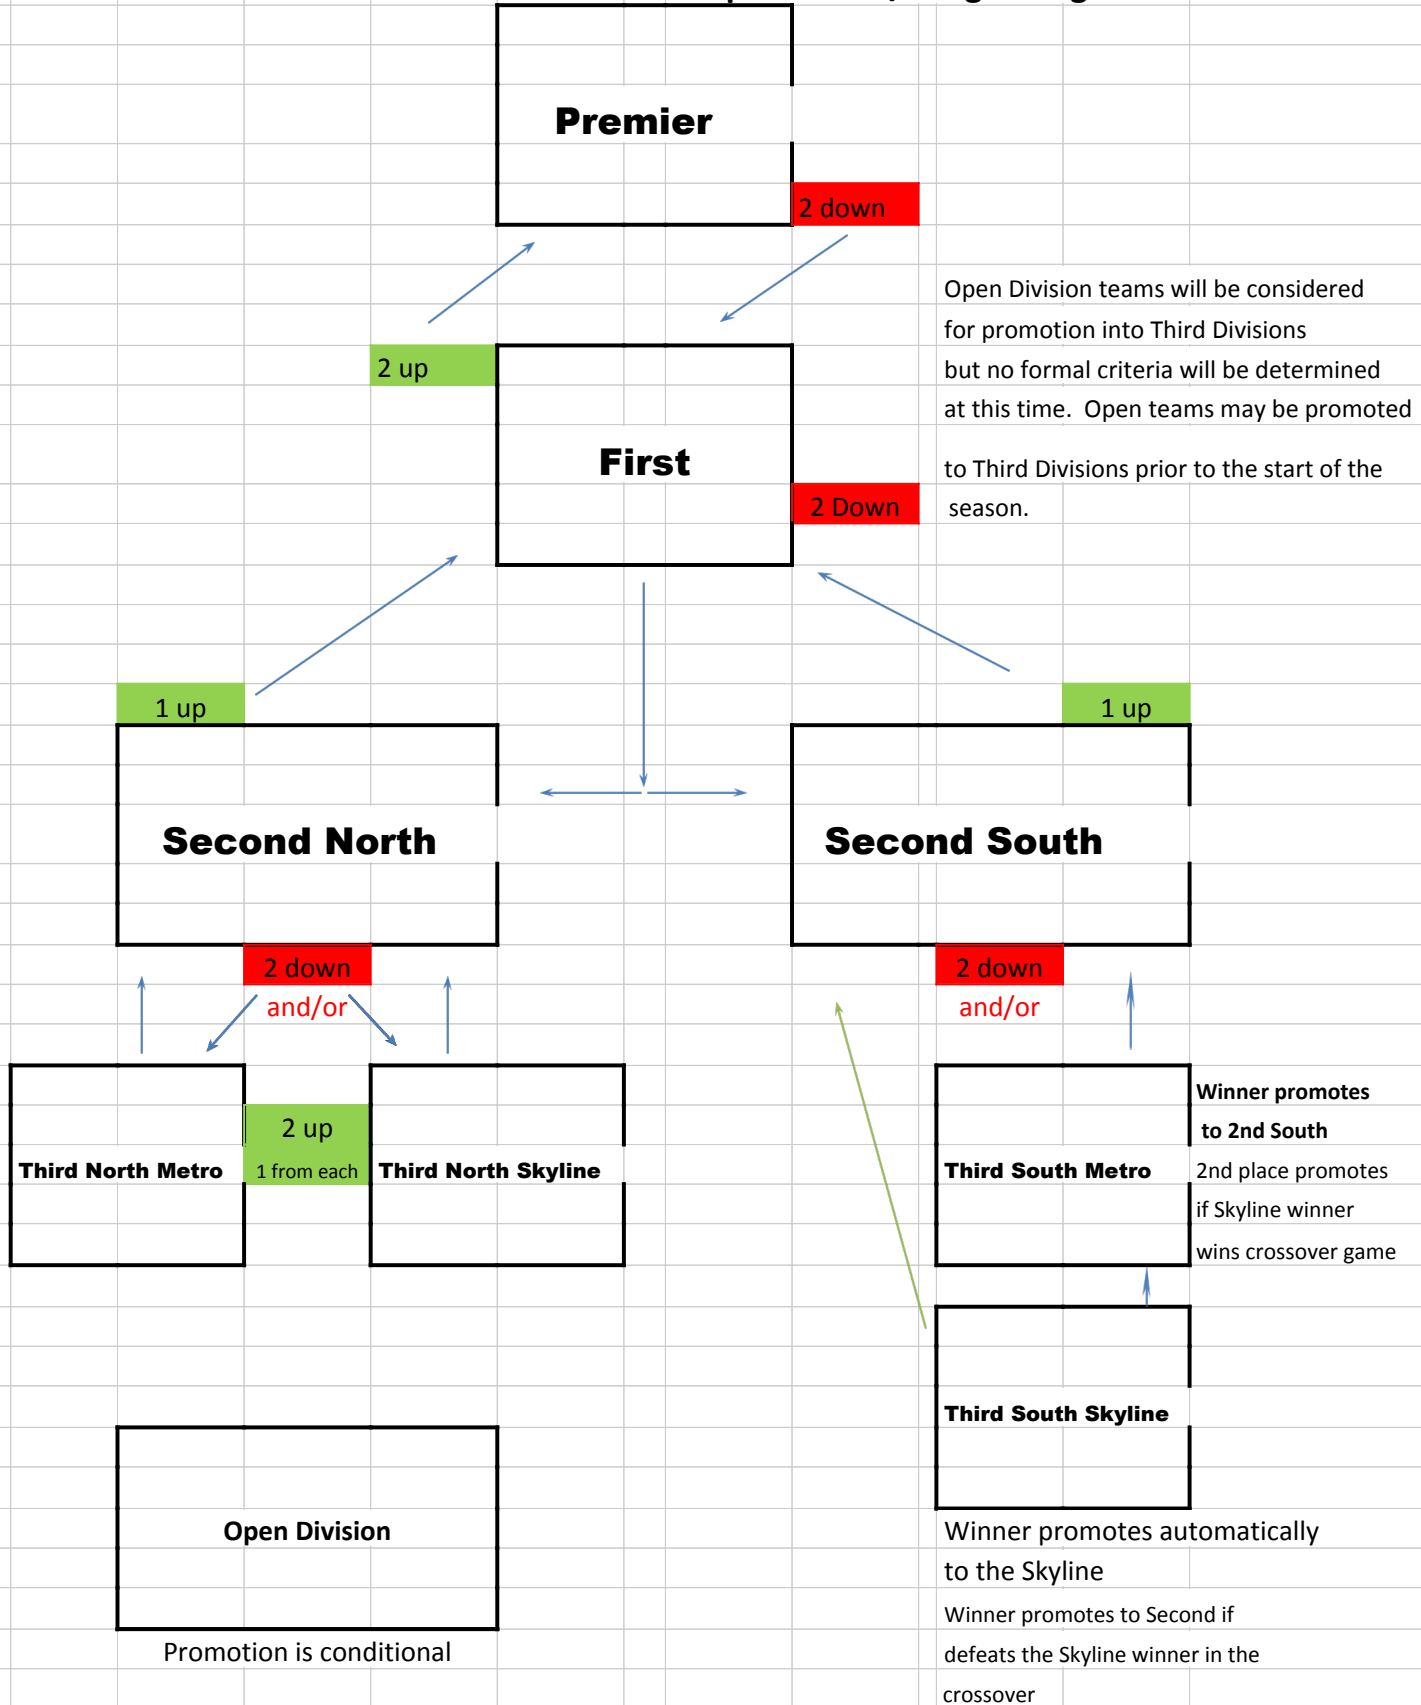 Premier
2 down
Open Division teams will be considered
for promotion into Third Divisions
2 up
but no formal criteria will be determined
at this time.  Open teams may be promoted
First
to Third Divisions prior to the start of the
2 Down
season.
1 up
1 up
Second North
Second South
2 down
and/or
2 down
and/or
Winner promotes
to 2nd South
2 up
1 from each
Third North Metro
Third North Skyline
Third South Metro
2nd place promotes
if Skyline winner
wins crossover game
Third South Skyline
Open Division
Winner promotes automatically
to the Skyline
Winner promotes to Second if
Promotion is conditional
defeats the Skyline winner in the
crossover